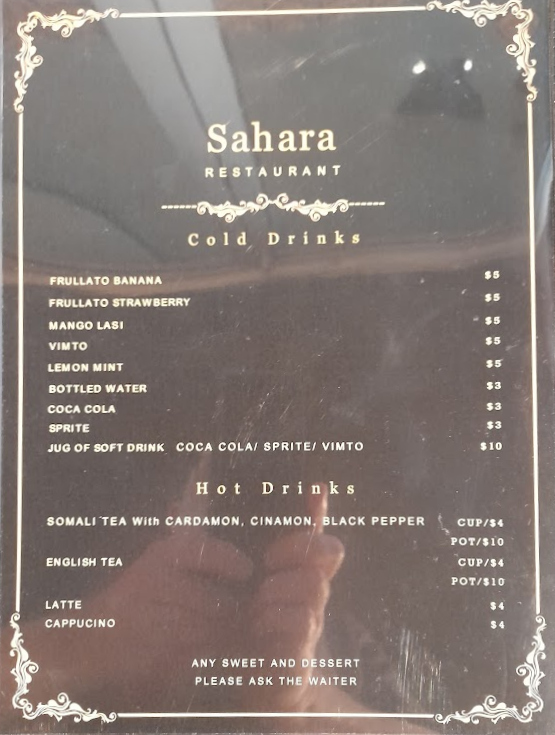 Sahara
RESTAURANT
Cold Drinks
FRULLATO BANANA $5
FRULLATO STRAWBERRY $5
MANGO LASI $5
VIMTO $5
LEMON MINT $5
BOTTLED WATER $3
COCA COLA $3
SPRITE $3
JUG OF SOFT DRINK COCA COLA/ SPRITE/ VIMTO $10
Hot Drinks
SOMALI TEA With CARDAMON, CINAMON, BLACK PEPPER CUP/$4
POT/$10
ENGLISH TEA CUP/$4
POT/$10
LATTE $4
CAPPUCINO $4
ANY SWEET AND DESSERT
PLEASE ASK THE WAITER